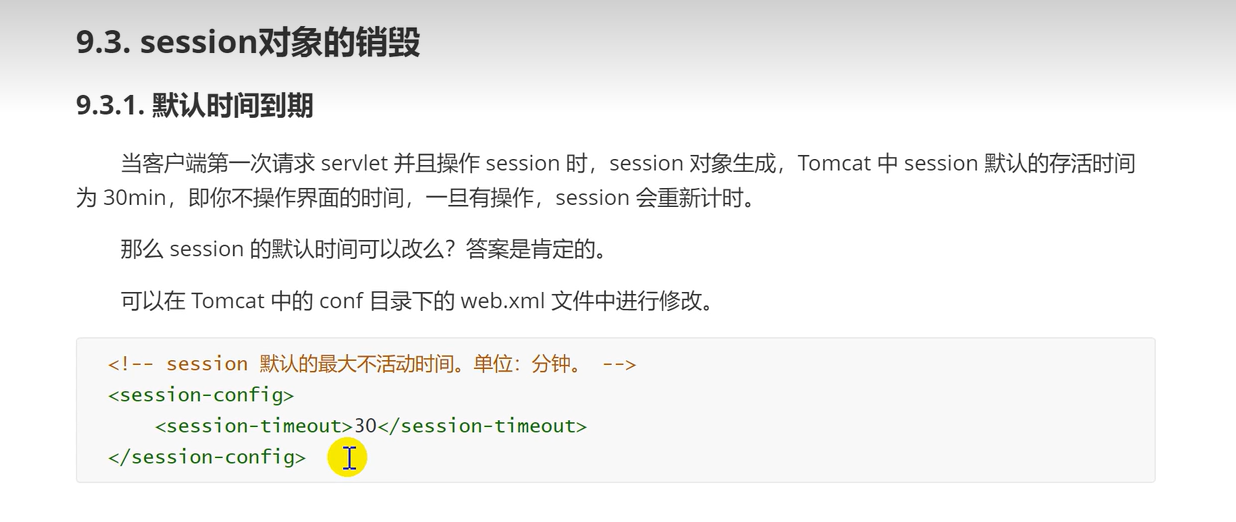 9.3. session对象的销毁
9.3.1. 默认时间到期
当客户端第一次请求 servlet 并且操作 session 时，session 对象生成，Tomcat 中 session 默认的存活时间
为 30min，即你不操作界面的时间，一旦有操作，session 会重新计时。
那么 session 的默认时间可以改么？答案是肯定的。
可以在 Tomcat 中的 conf 目录下的 web.xml 文件中进行修改。
<!-- session 默认的最大不活动时间。单位：分钟。 -->
<session-config>
    <session-timeout>30</session-timeout>
</session-config>